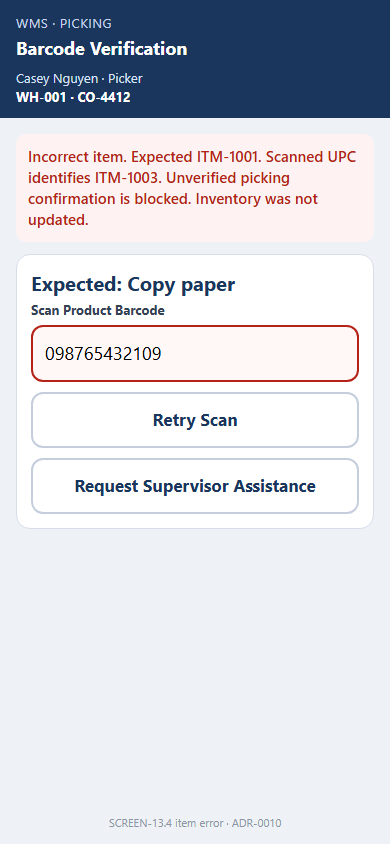 WMS · PICKING
Barcode Verification
Casey Nguyen · Picker
WH-001 · CO-4412
Incorrect item. Expected ITM-1001. Scanned UPC
identifies ITM-1003. Unverified picking
confirmation is blocked. Inventory was not
updated.
Expected: Copy paper
Scan Product Barcode
098765432109
Retry Scan
Request Supervisor Assistance
SCREEN-13.4 item error · ADR-0010